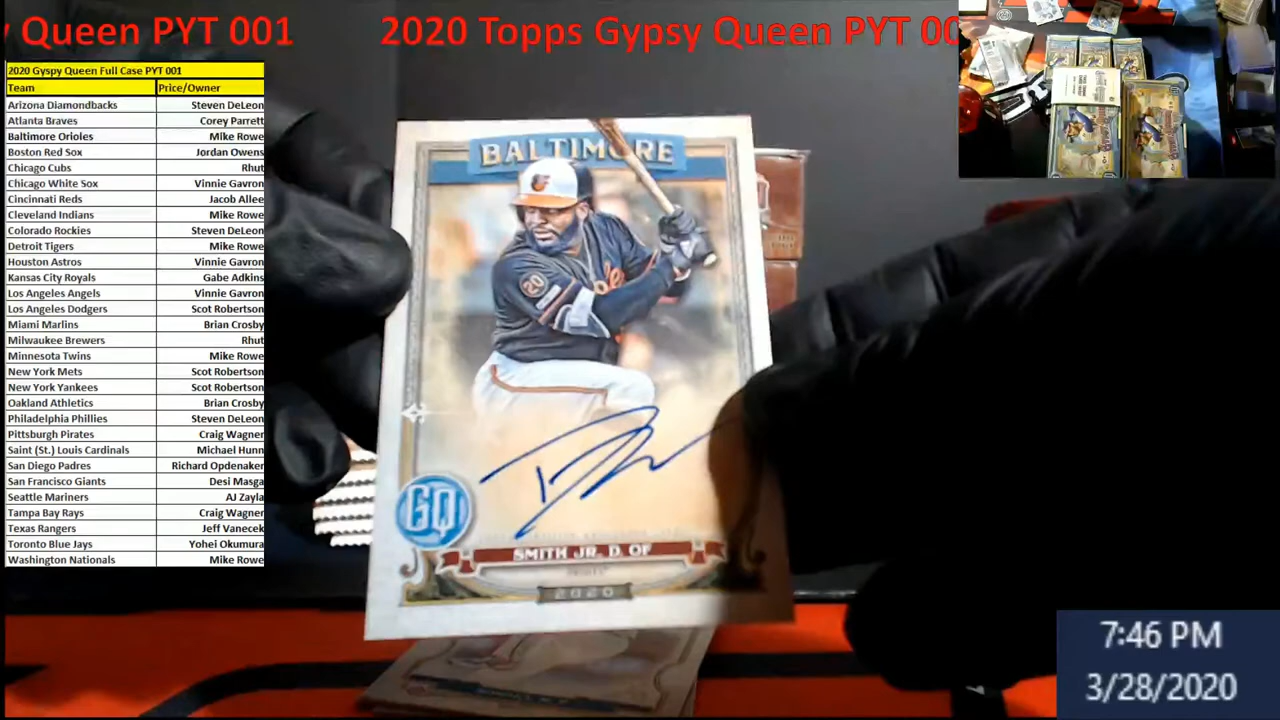 y Queen PYT 001 2020 Topps Gypsy Queen PYT 00
2020 Gyspy Queen Full Case PYT 001
Team Price/Owner
Arizona Diamondbacks Steven DeLeon
Atlanta Braves Corey Parrett
Baltimore Orioles Mike Rowe
Boston Red Sox Jordan Owens
Chicago Cubs Rhut
Chicago White Sox Vinnie Gavron
Cincinnati Reds Jacob Allee
Cleveland Indians Mike Rowe
Colorado Rockies Steven DeLeon
Detroit Tigers Mike Rowe
Houston Astros Vinnie Gavron
Kansas City Royals Gabe Adkins
Los Angeles Angels Vinnie Gavron
Los Angeles Dodgers Scot Robertson
Miami Marlins Brian Crosby
Milwaukee Brewers Rhut
Minnesota Twins Mike Rowe
New York Mets Scot Robertson
New York Yankees Scot Robertson
Oakland Athletics Brian Crosby
Philadelphia Phillies Steven DeLeon
Pittsburgh Pirates Craig Wagner
Saint (St.) Louis Cardinals Michael Hunn
San Diego Padres Richard Opdenaker
San Francisco Giants Desi Masga
Seattle Mariners AJ Zayla
Tampa Bay Rays Craig Wagner
Texas Rangers Jeff Vanecek
Toronto Blue Jays Yohei Okumura
Washington Nationals Mike Rowe
BALTIMORE
20
GQ
SMITH JR. D. OF
2020
7:46 PM
3/28/2020